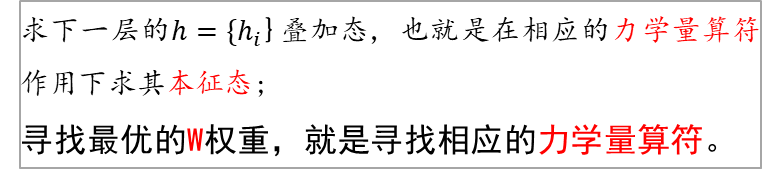 求下一层的h = {hᵢ} 叠加态，也就是在相应的力学量算符
作用下求其本征态；
寻找最优的W权重，就是寻找相应的力学量算符。